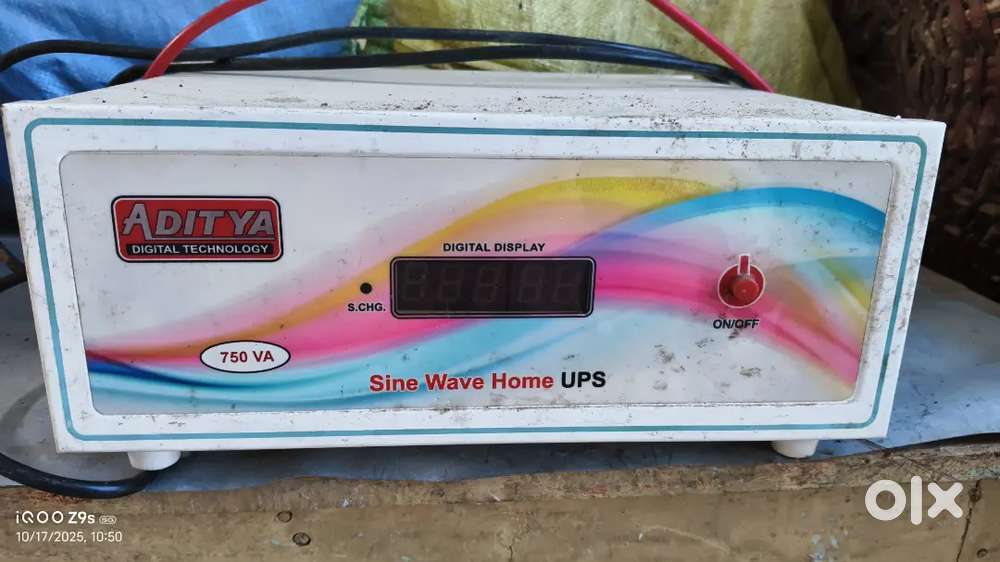 ADITYA
DIGITAL TECHNOLOGY
DIGITAL DISPLAY
S.CHG.
ON/OFF
750 VA
Sine Wave Home UPS
olx
iQOO Z9s 5G
10/17/2025, 10:50